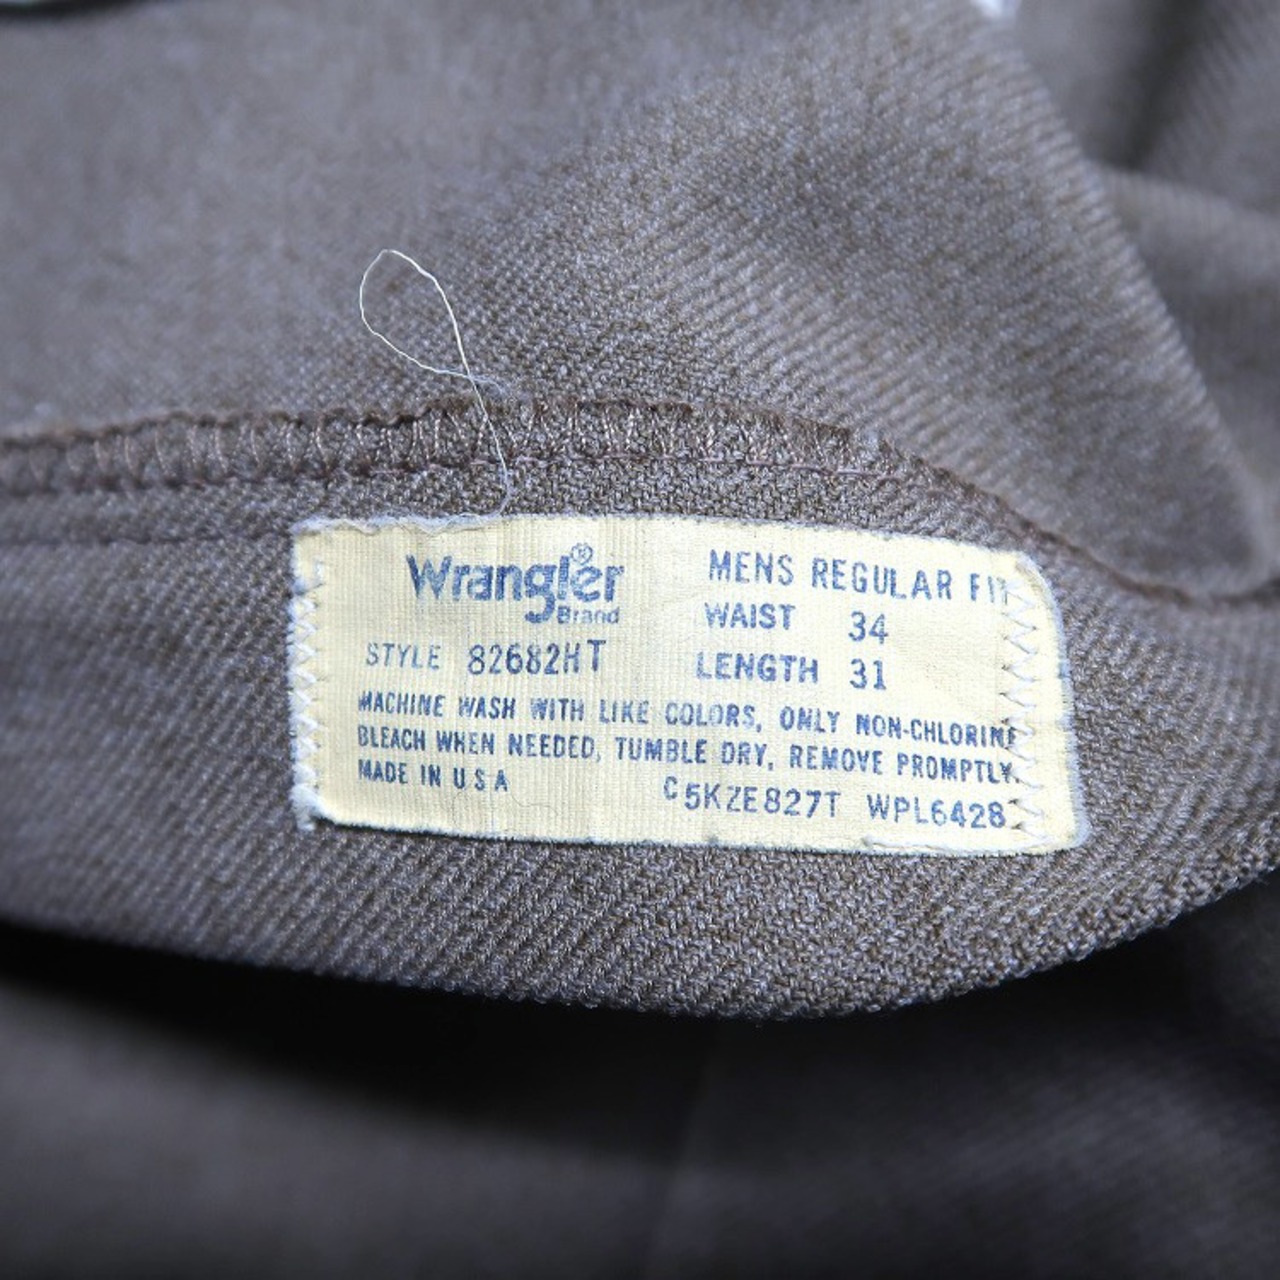 Wrangler®
Brand
MENS REGULAR FIT
WAIST 34
STYLE 82682HT
LENGTH 31
MACHINE WASH WITH LIKE COLORS, ONLY NON-CHLORINE
BLEACH WHEN NEEDED, TUMBLE DRY, REMOVE PROMPTLY.
MADE IN U S A
C5KZE827T WPL6428